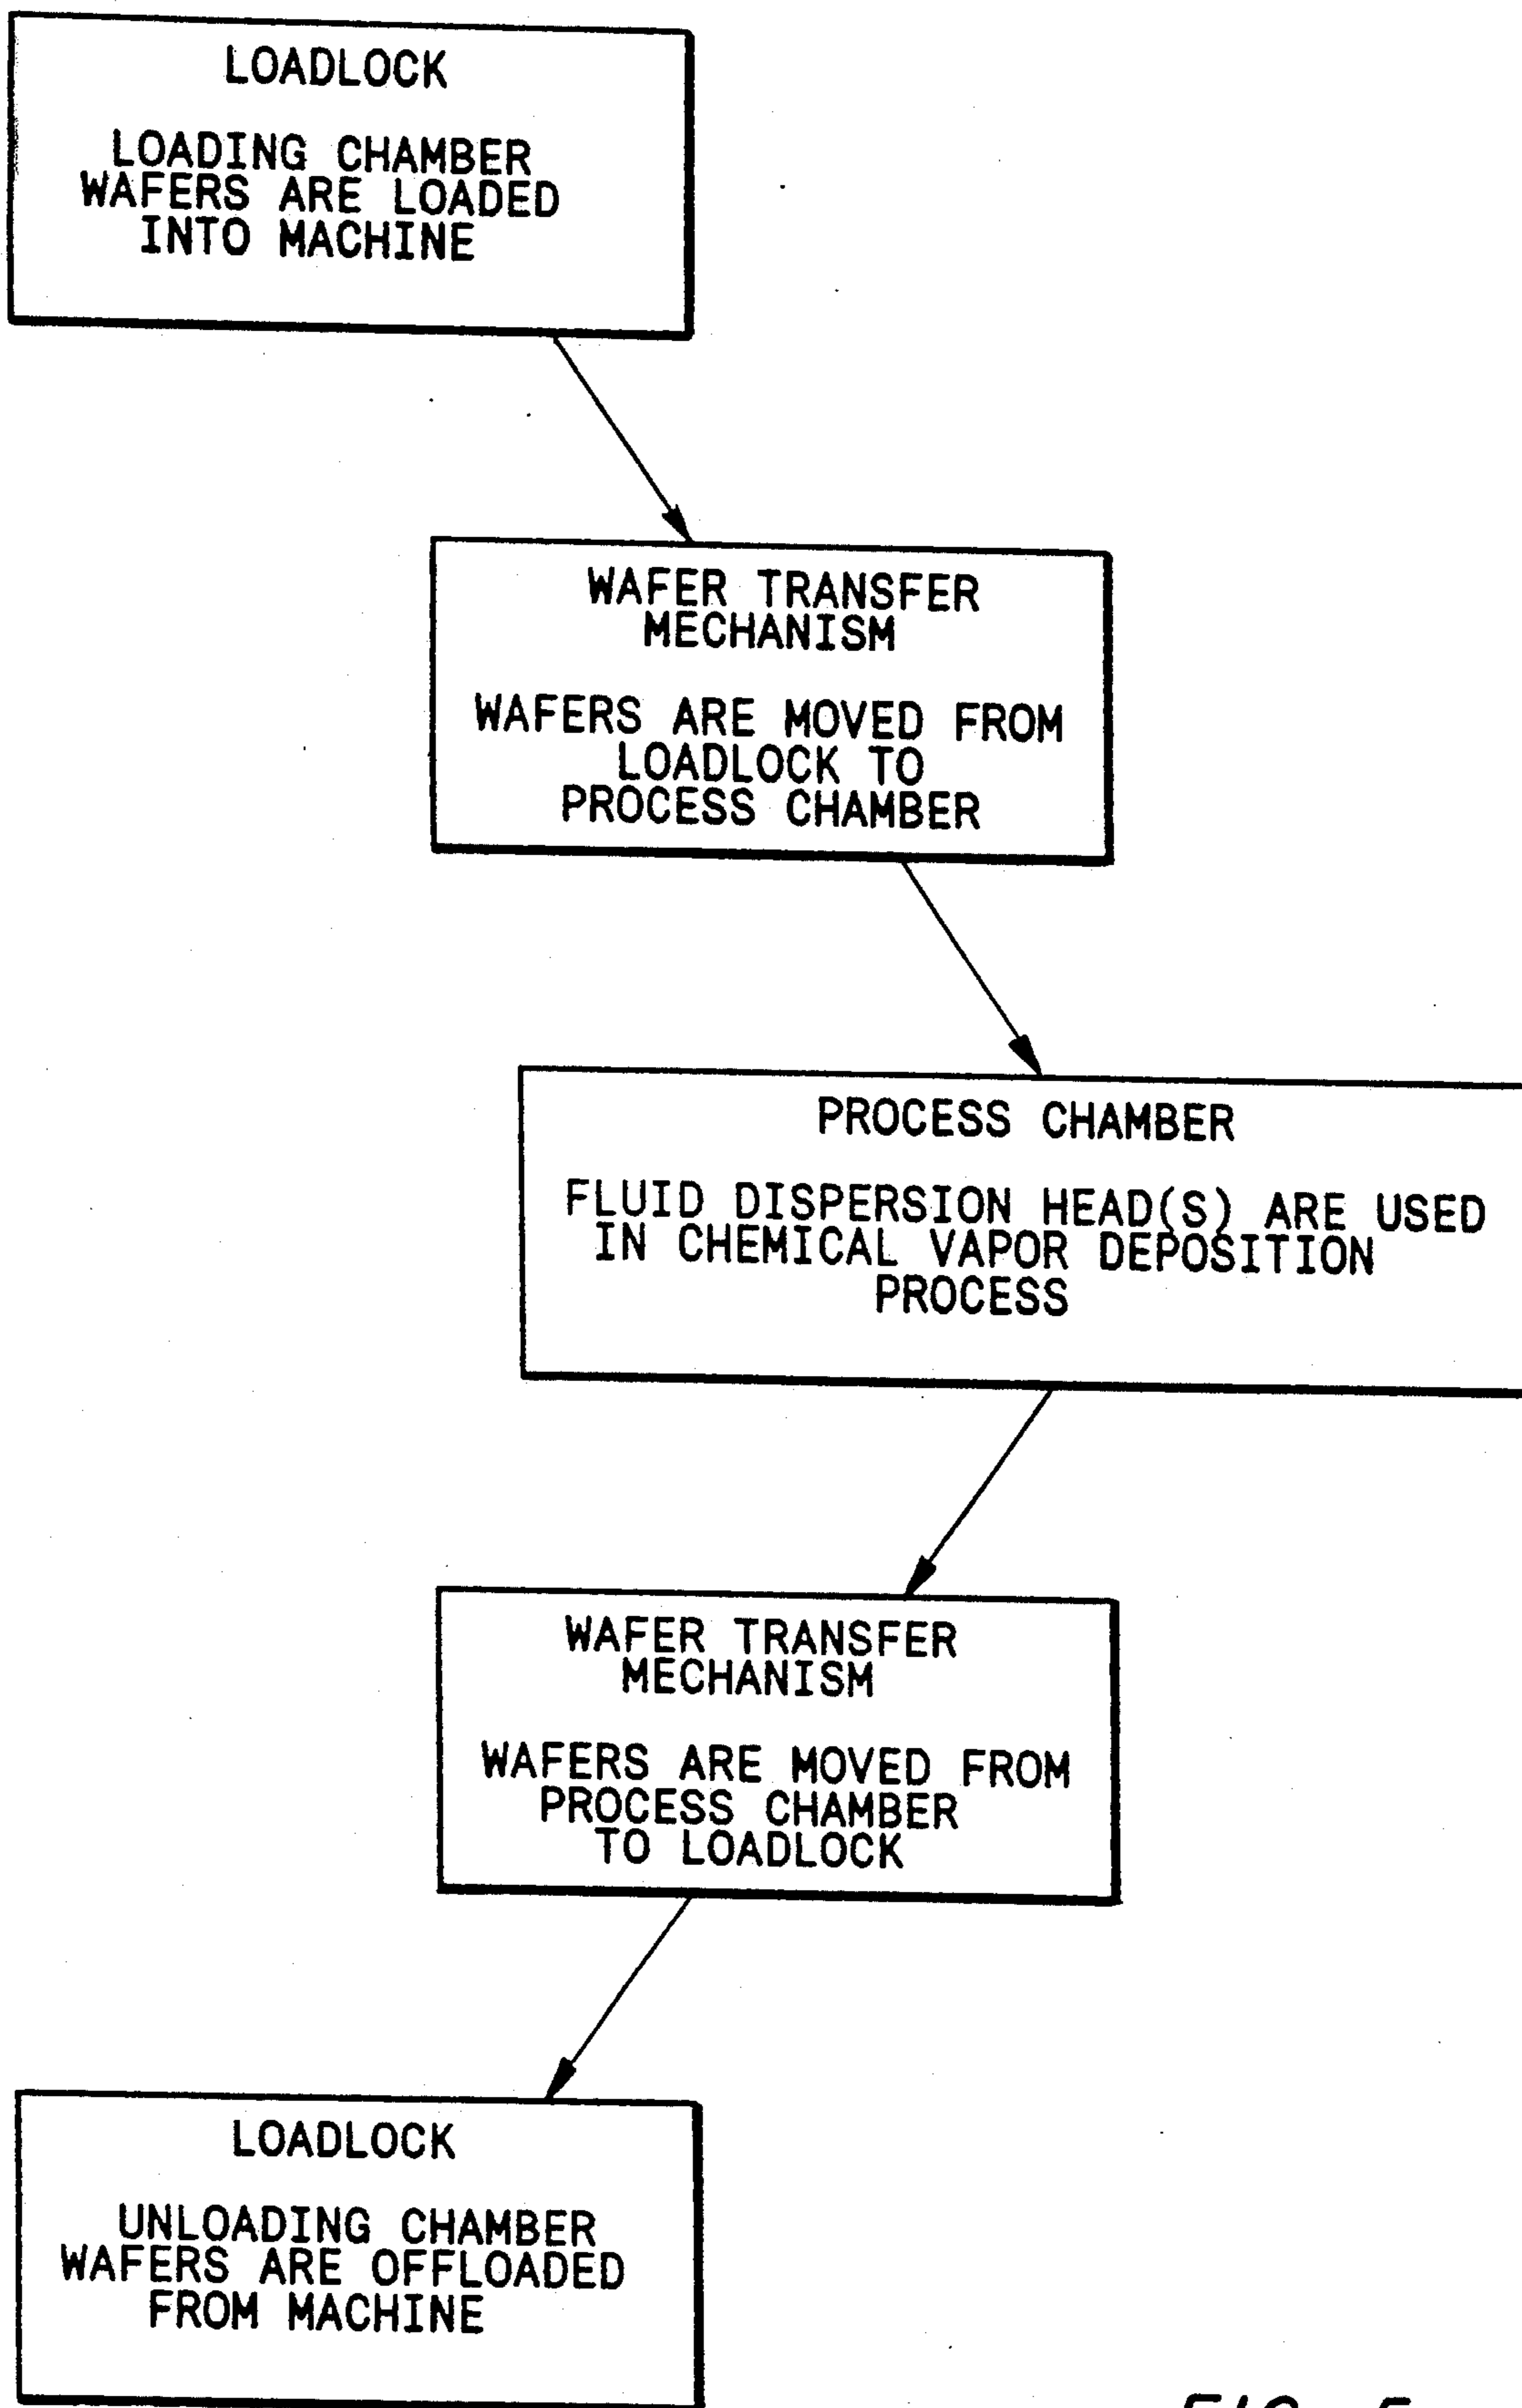 LOADLOCK
LOADING CHAMBER
WAFERS ARE LOADED
INTO MACHINE
WAFER TRANSFER
MECHANISM
WAFERS ARE MOVED FROM
LOADLOCK TO
PROCESS CHAMBER
PROCESS CHAMBER
FLUID DISPERSION HEAD(S) ARE USED
IN CHEMICAL VAPOR DEPOSITION
PROCESS
WAFER TRANSFER
MECHANISM
WAFERS ARE MOVED FROM
PROCESS CHAMBER
TO LOADLOCK
LOADLOCK
UNLOADING CHAMBER
WAFERS ARE OFFLOADED
FROM MACHINE